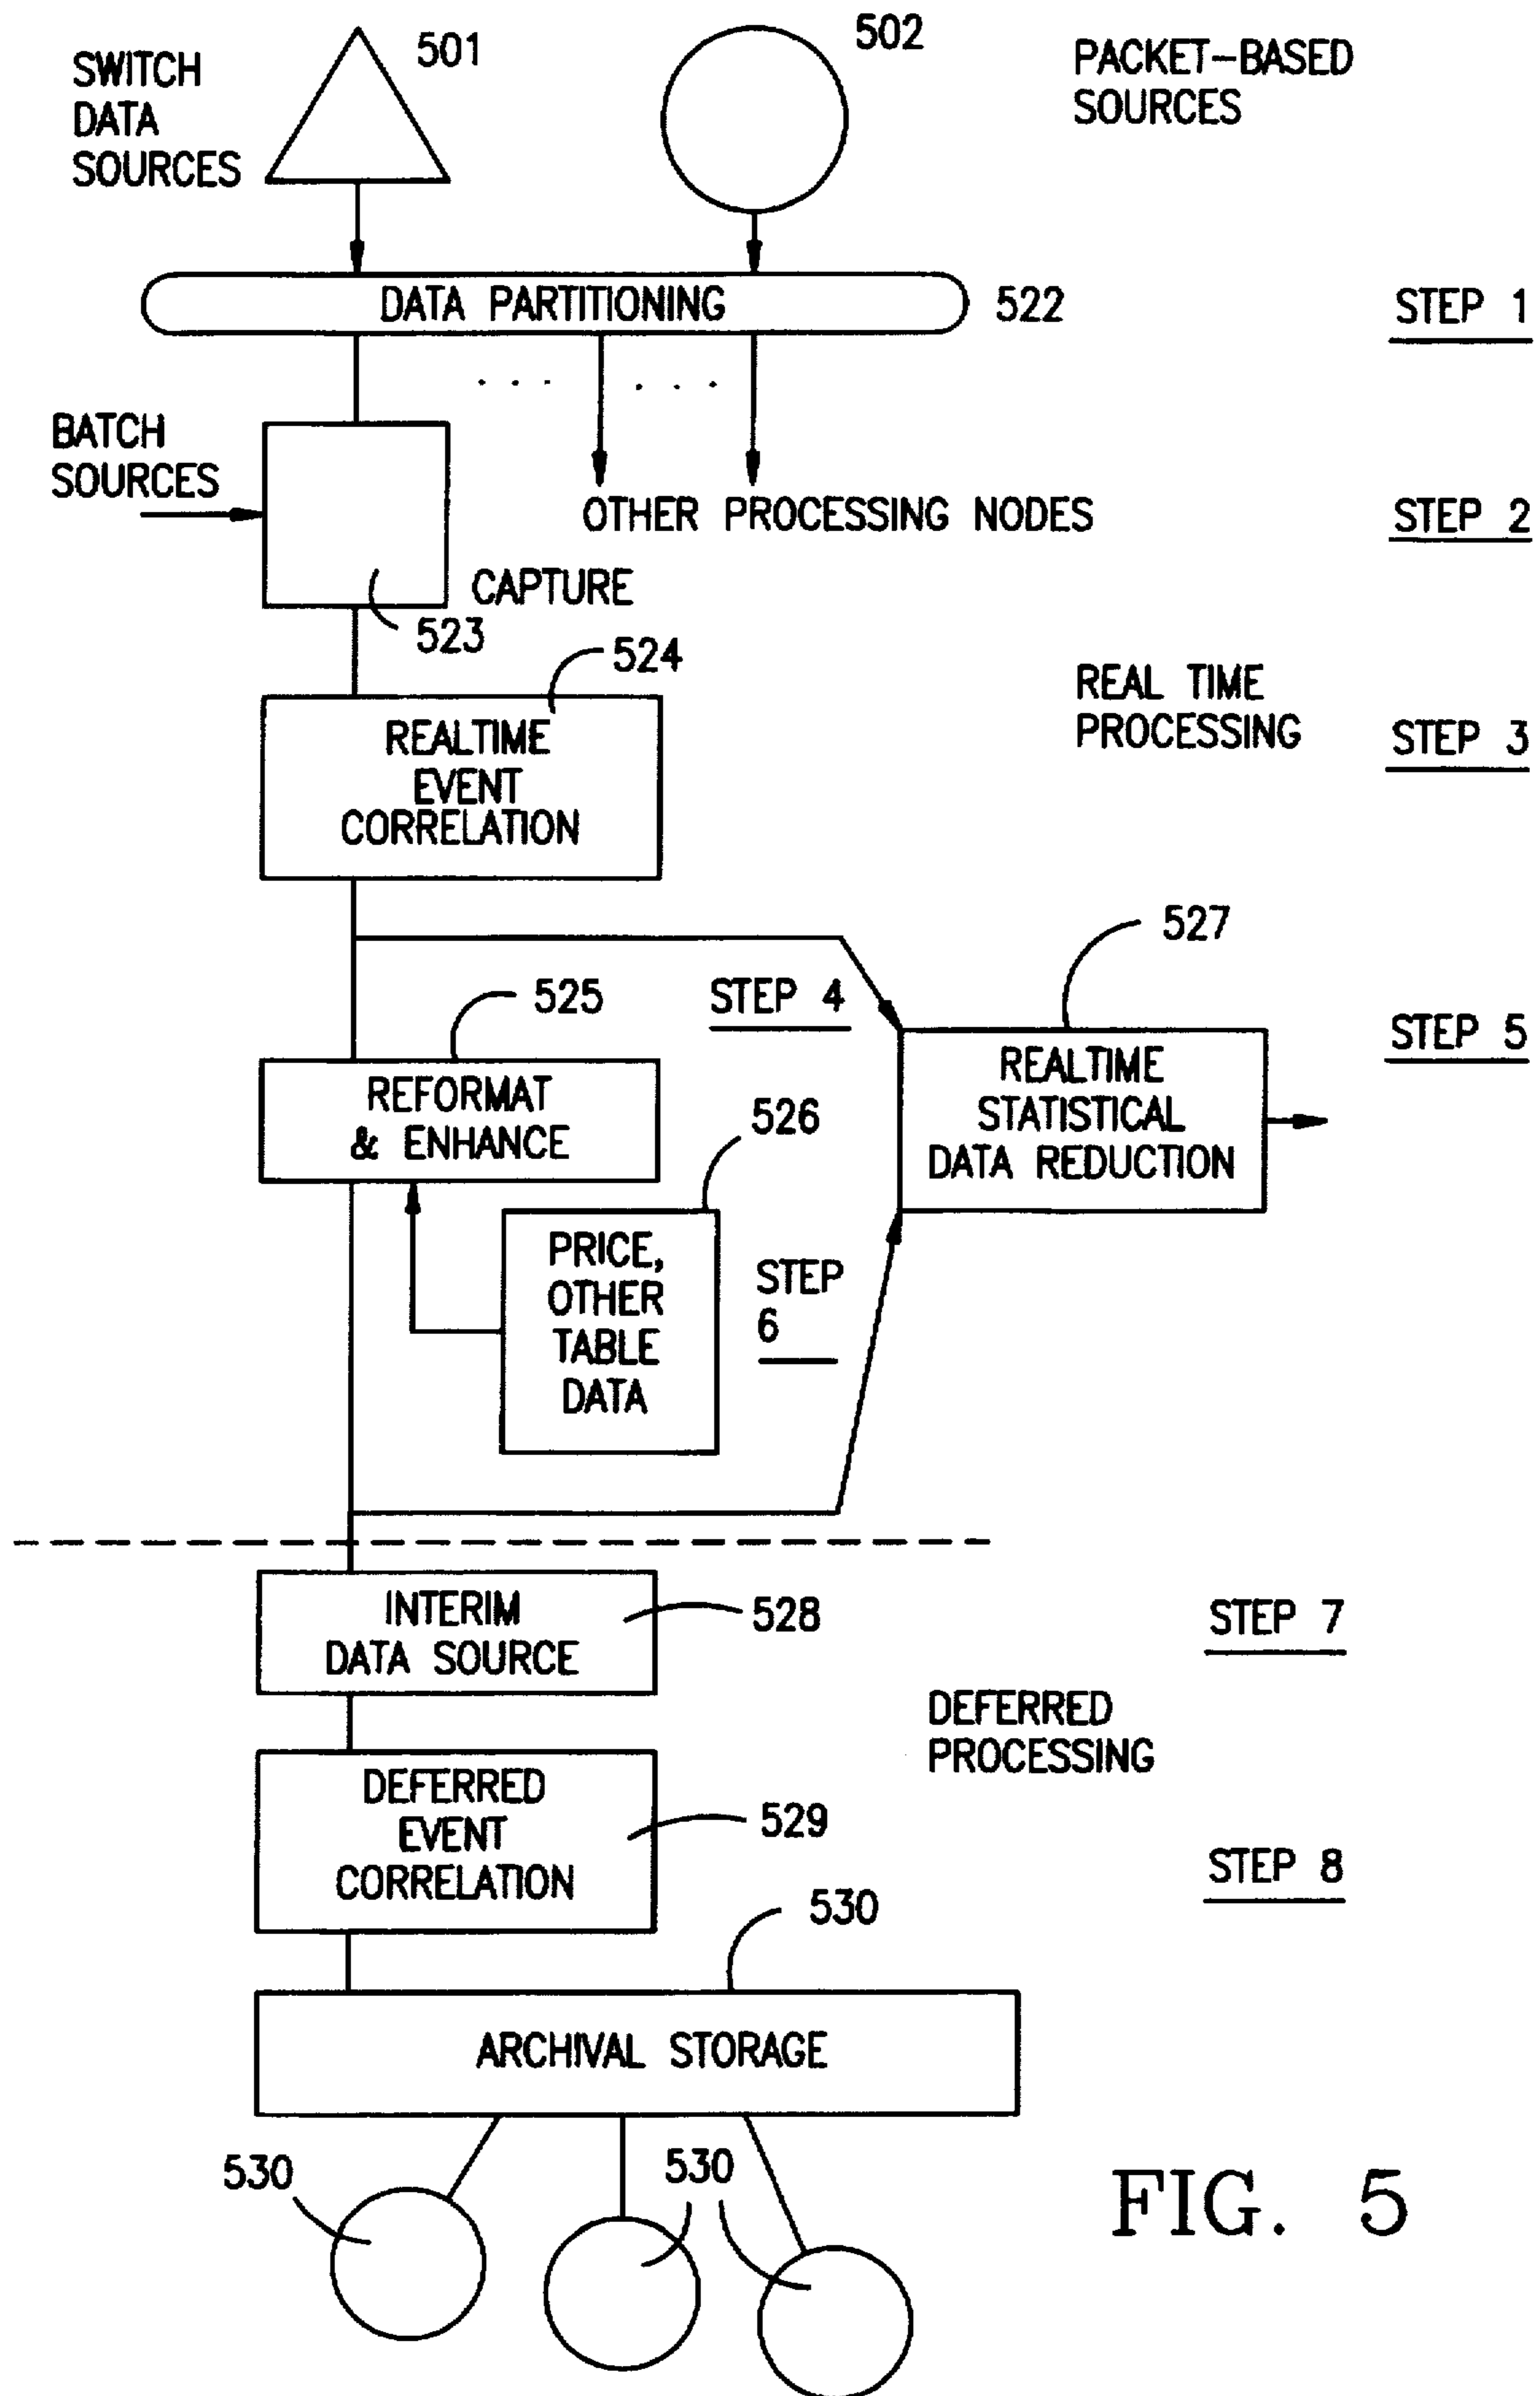 SWITCH
DATA
SOURCES
501
502
PACKET-BASED
SOURCES
DATA PARTITIONING
522
STEP 1
BATCH
SOURCES
OTHER PROCESSING NODES
STEP 2
CAPTURE
523
524
REAL TIME
PROCESSING
STEP 3
REALTIME
EVENT
CORRELATION
527
525
STEP 4
STEP 5
REFORMAT
& ENHANCE
526
REALTIME
STATISTICAL
DATA REDUCTION
PRICE,
OTHER
TABLE
DATA
STEP
6
INTERIM
DATA SOURCE
528
STEP 7
DEFERRED
PROCESSING
DEFERRED
EVENT
CORRELATION
529
STEP 8
530
ARCHIVAL STORAGE
530
530
FIG. 5